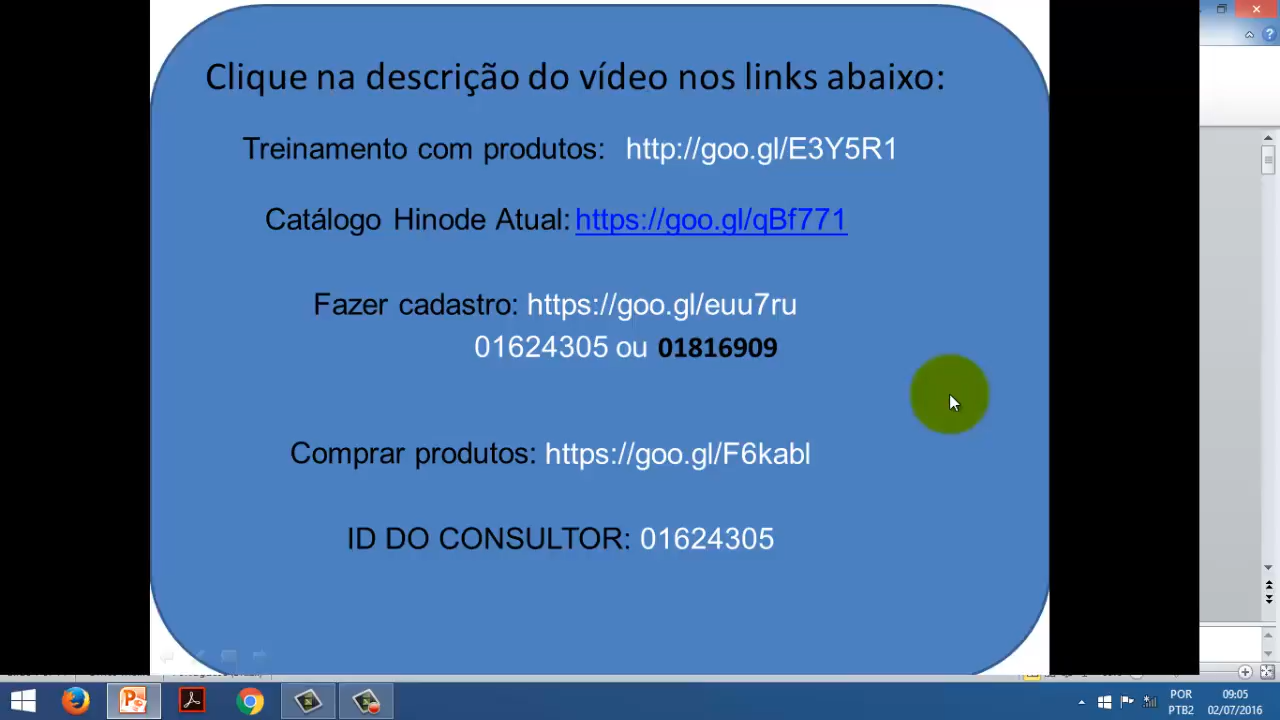 Clique na descrição do vídeo nos links abaixo:
Treinamento com produtos: http://goo.gl/E3Y5R1
Catálogo Hinode Atual: https://goo.gl/qBf771
Fazer cadastro: https://goo.gl/euu7ru
01624305 ou 01816909
Comprar produtos: https://goo.gl/F6kabl
ID DO CONSULTOR: 01624305
POR
PTB2
09:05
02/07/2016